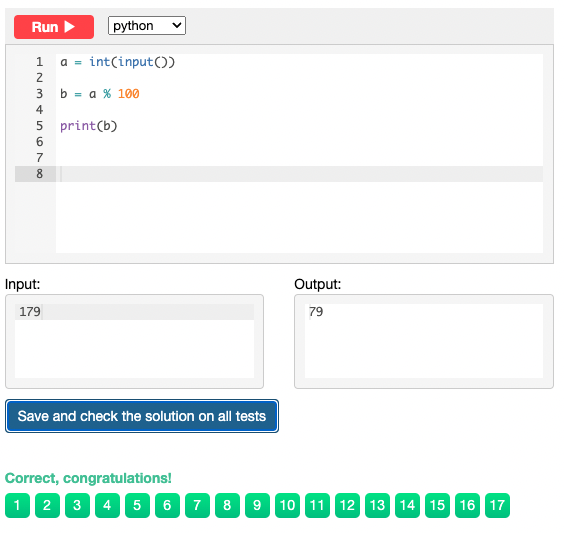 Run ▶ python
1 a = int(input())
2
3 b = a % 100
4
5 print(b)
6
7
8
Input: Output:
179 79
Save and check the solution on all tests
Correct, congratulations!
1 2 3 4 5 6 7 8 9 10 11 12 13 14 15 16 17